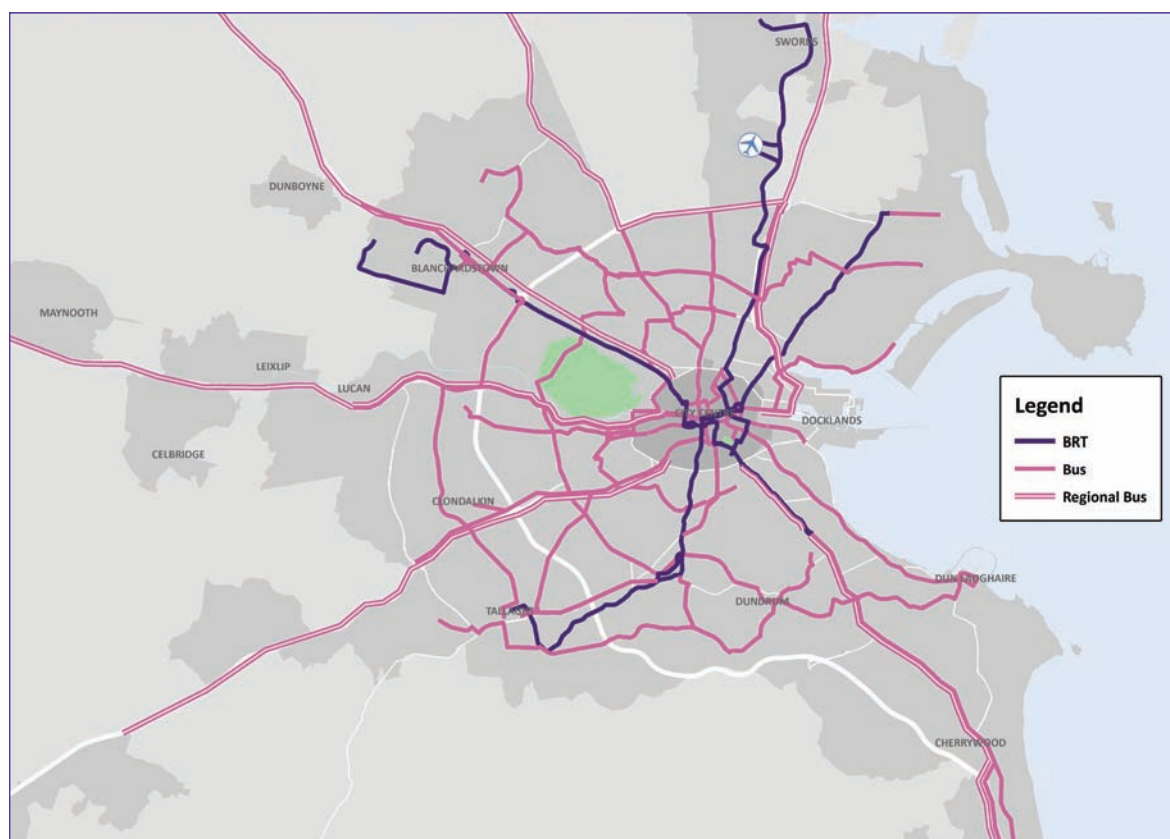 SWORDS
DUNBOYNE
BLANCHARDSTOWN
MAYNOOTH
LEIXLIP
LUCAN
CITY CENTRE
DOCKLANDS
CELBRIDGE
CLONDALKIN
DUN LAOGHAIRE
TALLAGHT
DUNDRUM
CHERRYWOOD
Legend
BRT
Bus
Regional Bus